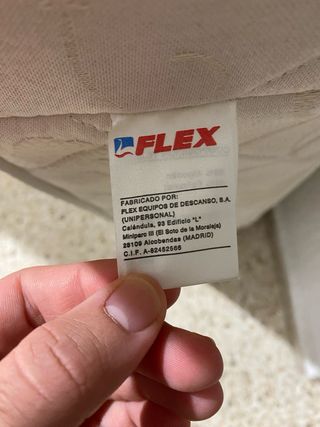 FLEX
FABRICADO POR:
FLEX EQUIPOS DE DESCANSO, S.A.
(UNIPERSONAL)
Caléndula, 93 Edificio "L"
Miniparc III (El Soto de la Moraleja)
28109 Alcobendas (MADRID)
C.I.F. A-82452566